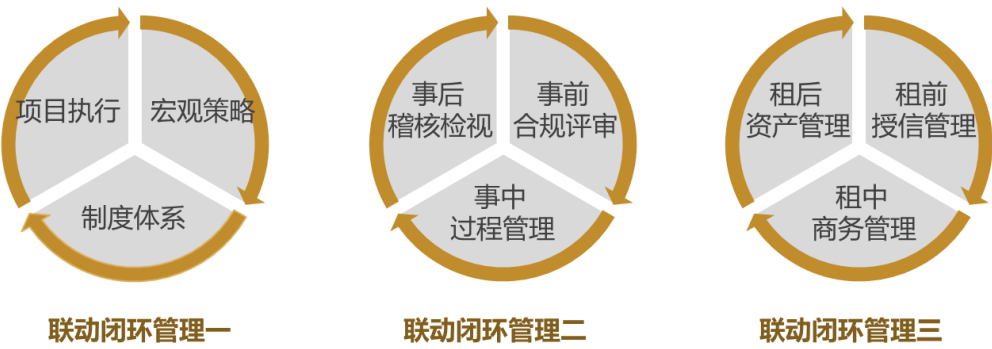 项目执行
宏观策略
制度体系
联动闭环管理一
事后
稽核检视
事前
合规评审
事中
过程管理
联动闭环管理二
租后
资产管理
租前
授信管理
租中
商务管理
联动闭环管理三